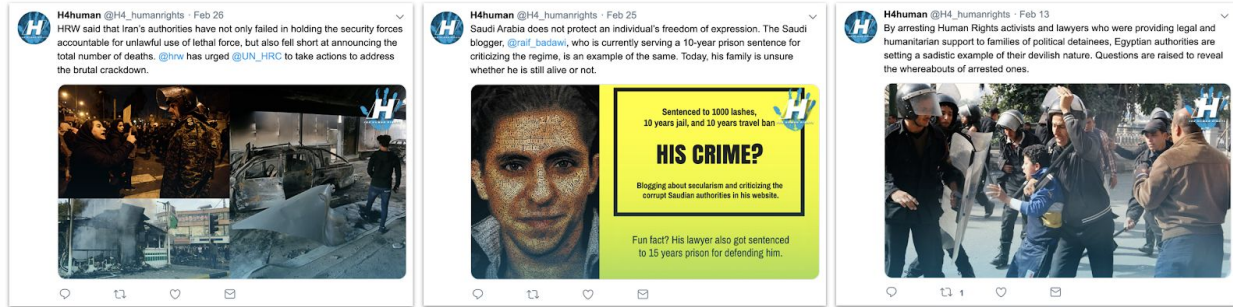 H4human @H4_humanrights · Feb 26
HRW said that Iran's authorities have not only failed in holding the security forces
accountable for unlawful use of lethal force, but also fell short at announcing the
total number of deaths. @hrw has urged @UN_HRC to take actions to address
the brutal crackdown.
H4human @H4_humanrights · Feb 25
Saudi Arabia does not protect an individual's freedom of expression. The Saudi
blogger, @raif_badawi, who is currently serving a 10-year prison sentence for
criticizing the regime, is an example of the same. Today, his family is unsure
whether he is still alive or not.
Sentenced to 1000 lashes,
10 years jail, and 10 years travel ban
HIS CRIME?
Blogging about secularism and criticizing the
corrupt Saudian authorities in his website.
Fun fact? His lawyer also got sentenced
to 15 years prison for defending him.
H4human @H4_humanrights · Feb 13
By arresting Human Rights activists and lawyers who were providing legal and
humanitarian support to families of political detainees, Egyptian authorities are
setting a sadistic example of their devilish nature. Questions are raised to reveal
the whereabouts of arrested ones.
1